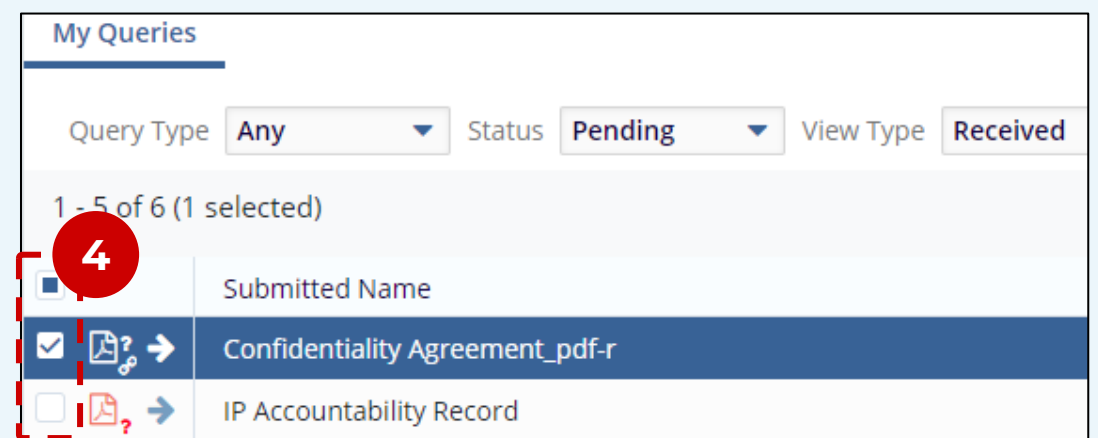 My Queries
Query Type Any Status Pending View Type Received
1 - 5 of 6 (1 selected)
4
Submitted Name
Confidentiality Agreement_pdf-r
IP Accountability Record